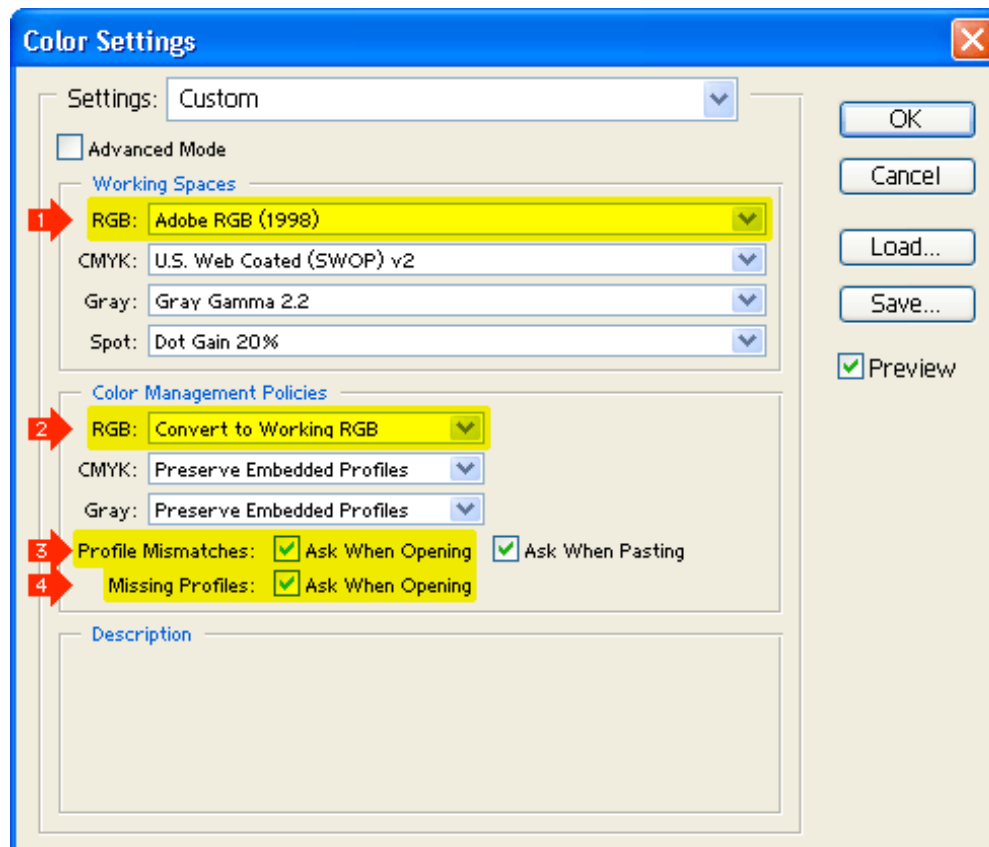 Color Settings
Settings: Custom
OK
Advanced Mode
Cancel
Working Spaces
1 RGB: Adobe RGB (1998)
CMYK: U.S. Web Coated (SWOP) v2
Load...
Gray: Gray Gamma 2.2
Save...
Spot: Dot Gain 20%
Preview
Color Management Policies
2 RGB: Convert to Working RGB
CMYK: Preserve Embedded Profiles
Gray: Preserve Embedded Profiles
3 Profile Mismatches: Ask When Opening Ask When Pasting
4 Missing Profiles: Ask When Opening
Description